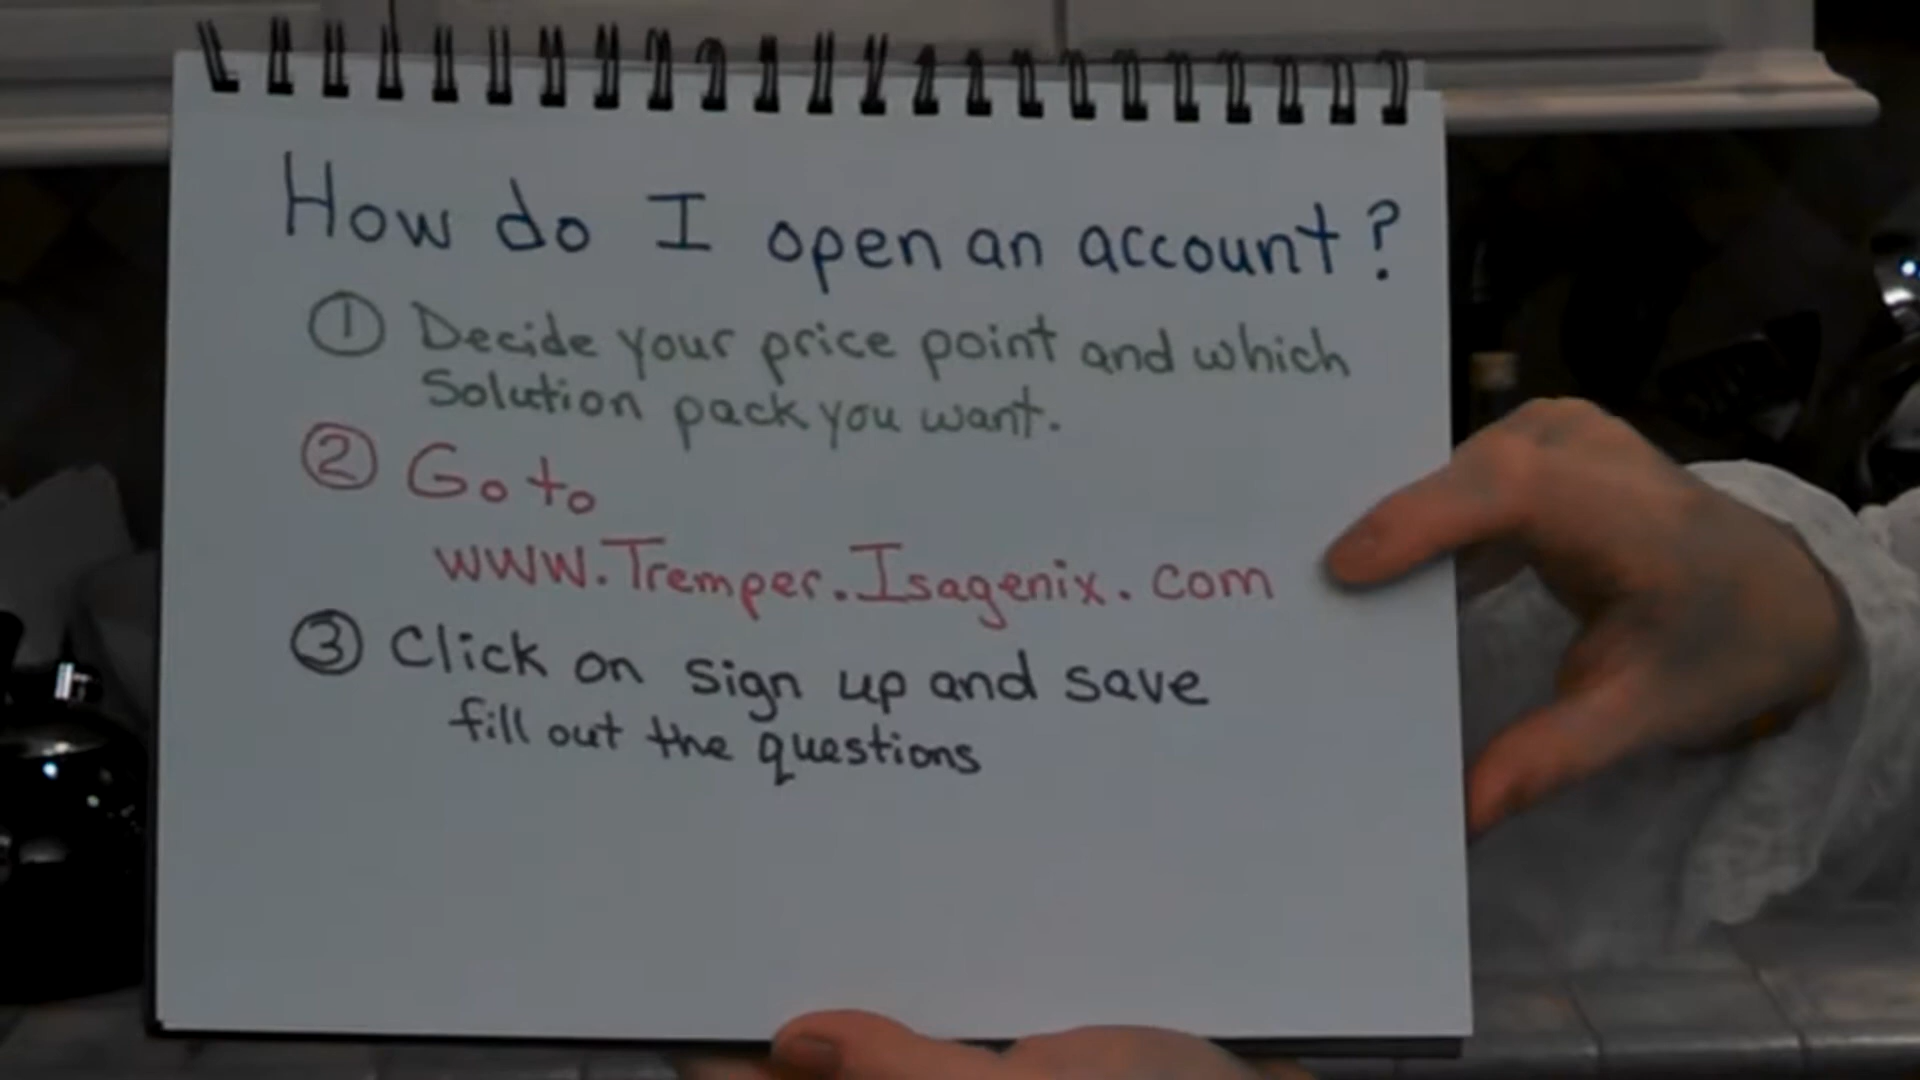 How do I open an account?
① Decide your price point and which
Solution pack you want.
② Go to
www.Tremper.Isagenix.com
③ Click on sign up and save
fill out the questions